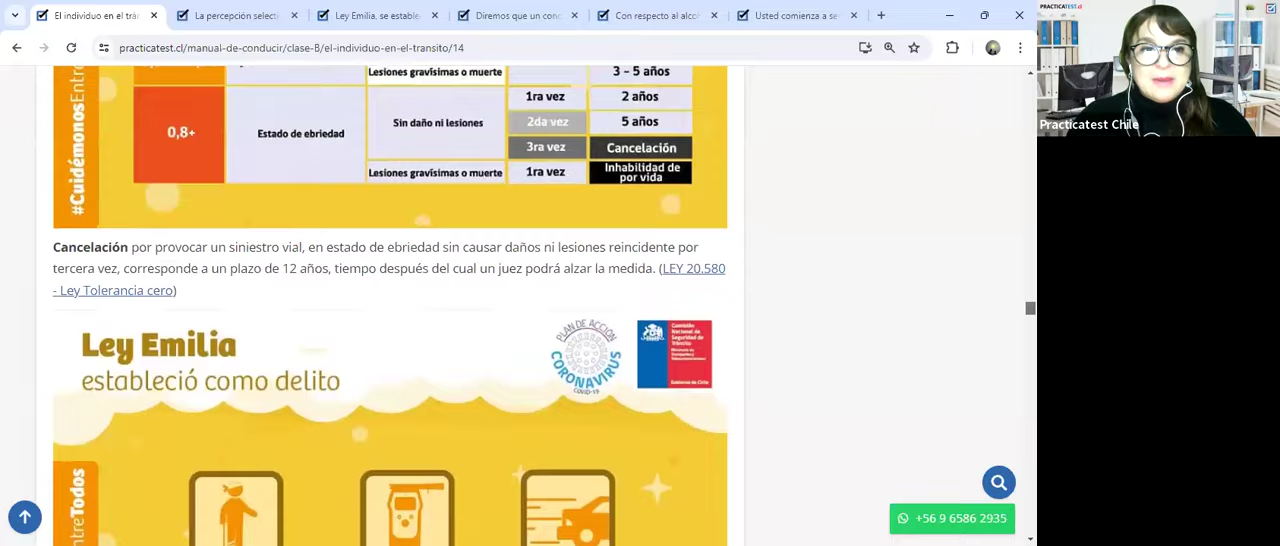 El individuo en el trán
La percepción selecti
Ley Emilia, se estable
Diremos que un con
Con respecto al alco
Usted comienza a se
practicatest.cl/manual-de-conducir/clase-B/el-individuo-en-el-transito/14
PRACTICATEST.cl
Practicatest Chile
#CuidémonosEntre
Lesiones gravísimas o muerte
3 - 5 años
0,8+
Estado de ebriedad
Sin daño ni lesiones
1ra vez
2 años
2da vez
5 años
3ra vez
Cancelación
Lesiones gravísimas o muerte
1ra vez
Inhabilidad de
por vida
Cancelación por provocar un siniestro vial, en estado de ebriedad sin causar daños ni lesiones reincidente por
tercera vez, corresponde a un plazo de 12 años, tiempo después del cual un juez podrá alzar la medida. (LEY 20.580
- Ley Tolerancia cero)
Ley Emilia
estableció como delito
PLAN DE ACCIÓN
CORONAVIRUS
COVID-19
Comisión
Nacional de
Seguridad de
Tránsito
Gobierno de Chile
ntreTodos
+56 9 6586 2935